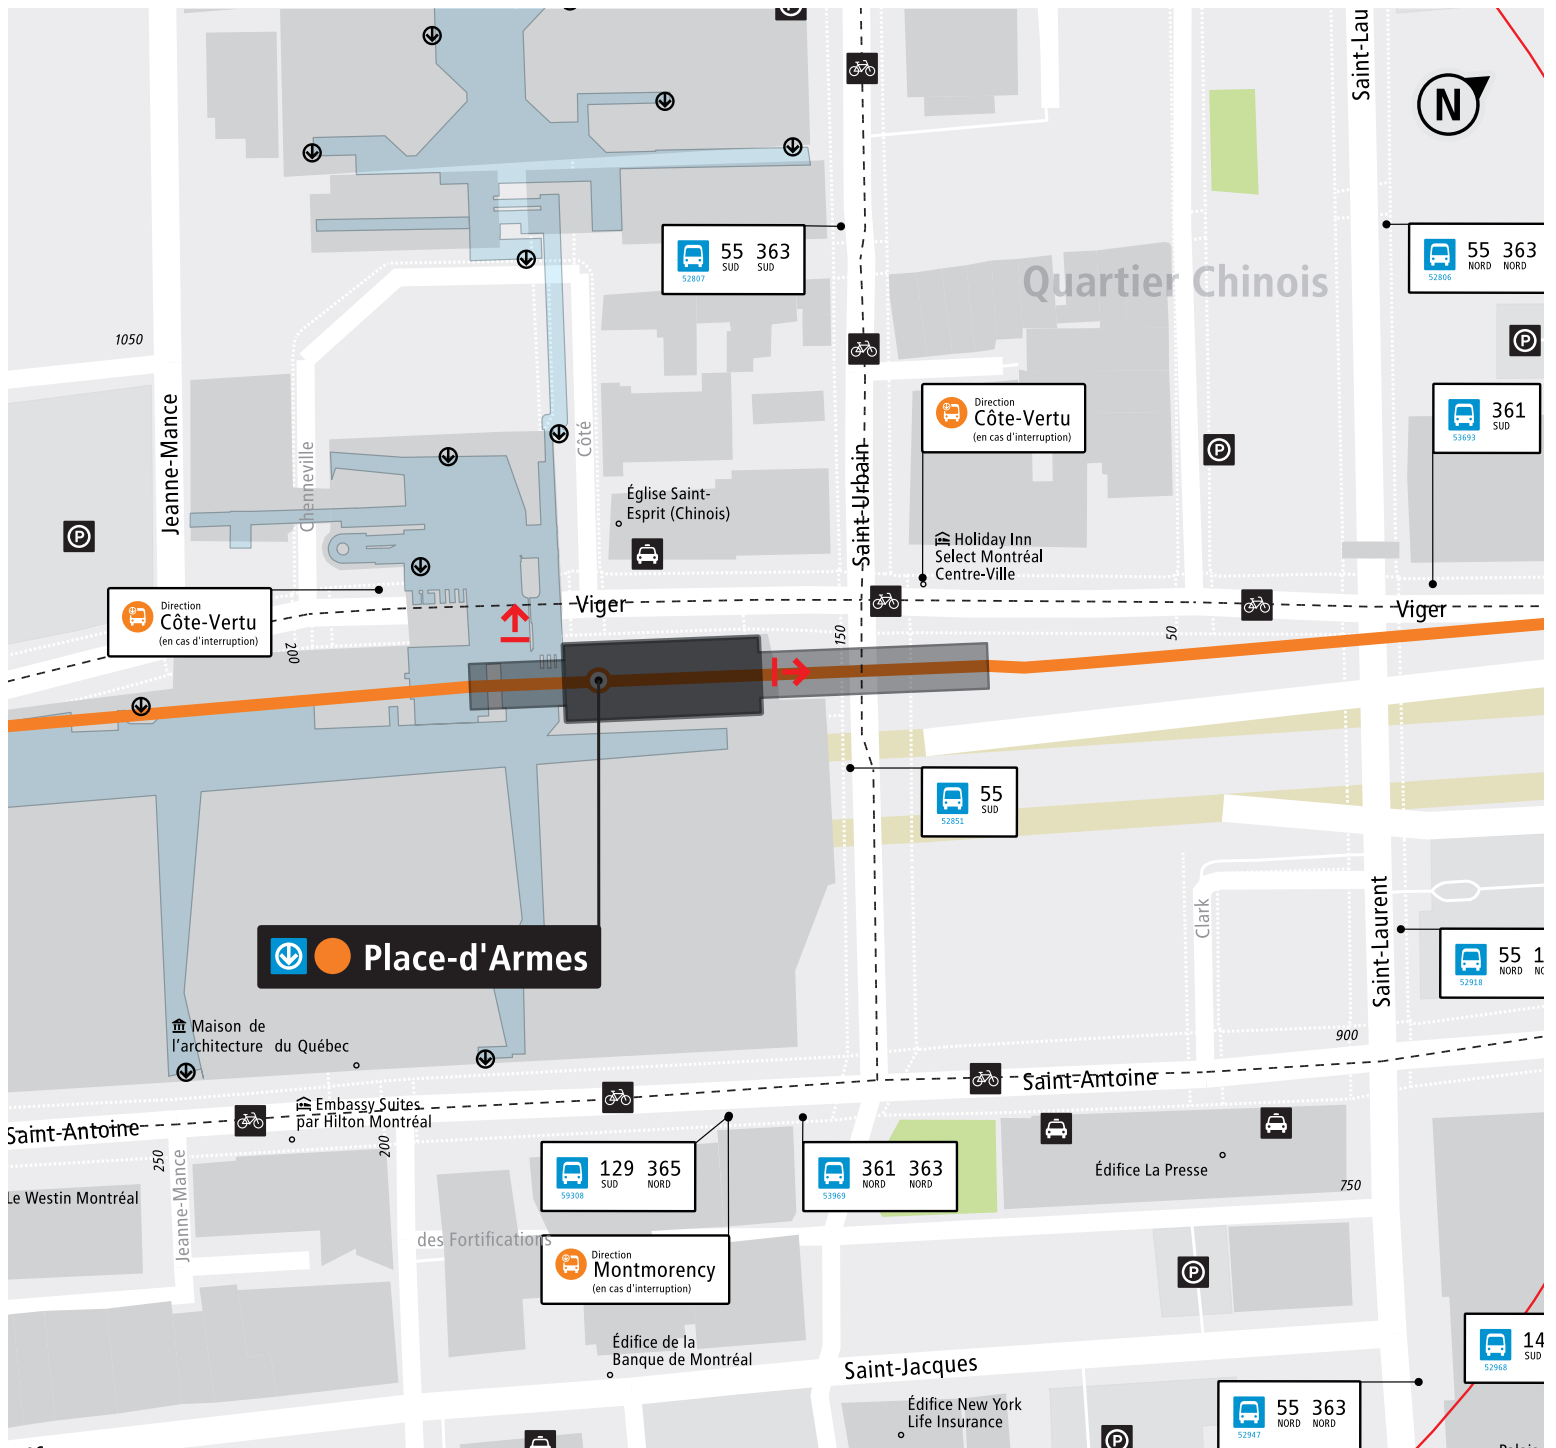 P
Saint-Lau
N
55 363
SUD SUD
52807
Quartier Chinois
55 363
NORD NORD
52806
1050
P
Jeanne-Mance
Chenneville
Côté
Saint-Urbain
Direction
Côte-Vertu
(en cas d'interruption)
361
SUD
53693
P
P
Église Saint-
Esprit (Chinois)
Holiday Inn
Select Montréal
Centre-Ville
Direction
Côte-Vertu
(en cas d'interruption)
Viger
Viger
200
150
50
55
SUD
52851
Place-d'Armes
Clark
Saint-Laurent
55 1
NORD NO
52918
Maison de
l'architecture du Québec
900
Saint-Antoine
Embassy Suites
par Hilton Montréal
Saint-Antoine
250
200
129 365
SUD NORD
59308
361 363
NORD NORD
53969
Édifice La Presse
750
Le Westin Montréal
Jeanne-Mance
des Fortifications
Direction
Montmorency
(en cas d'interruption)
P
Édifice de la
Banque de Montréal
Saint-Jacques
14
SUD
52968
Édifice New York
Life Insurance
55 363
NORD NORD
52947
P